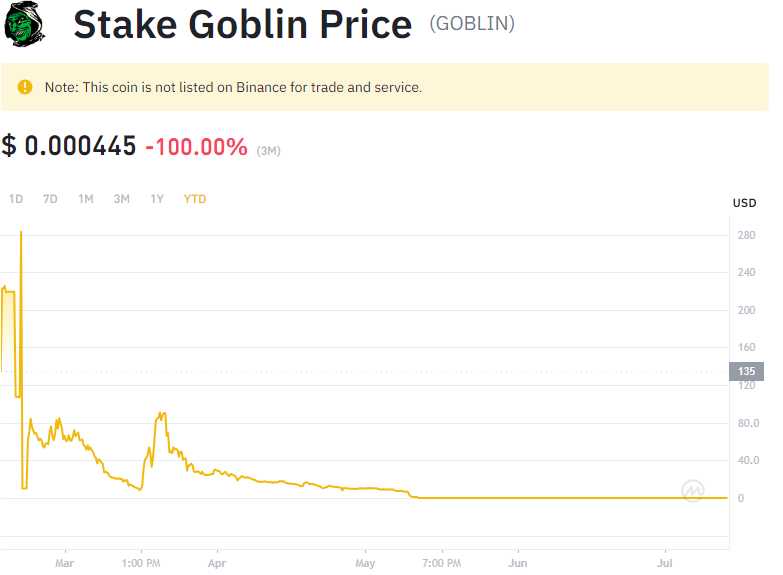 Stake Goblin Price (GOBLIN)
Note: This coin is not listed on Binance for trade and service.
$ 0.000445 -100.00% (3M)
1D 7D 1M 3M 1Y YTD
USD
280
240
200
160
135
120
80.0
40.0
0
Mar 1:00 PM Apr May 7:00 PM Jun Jul